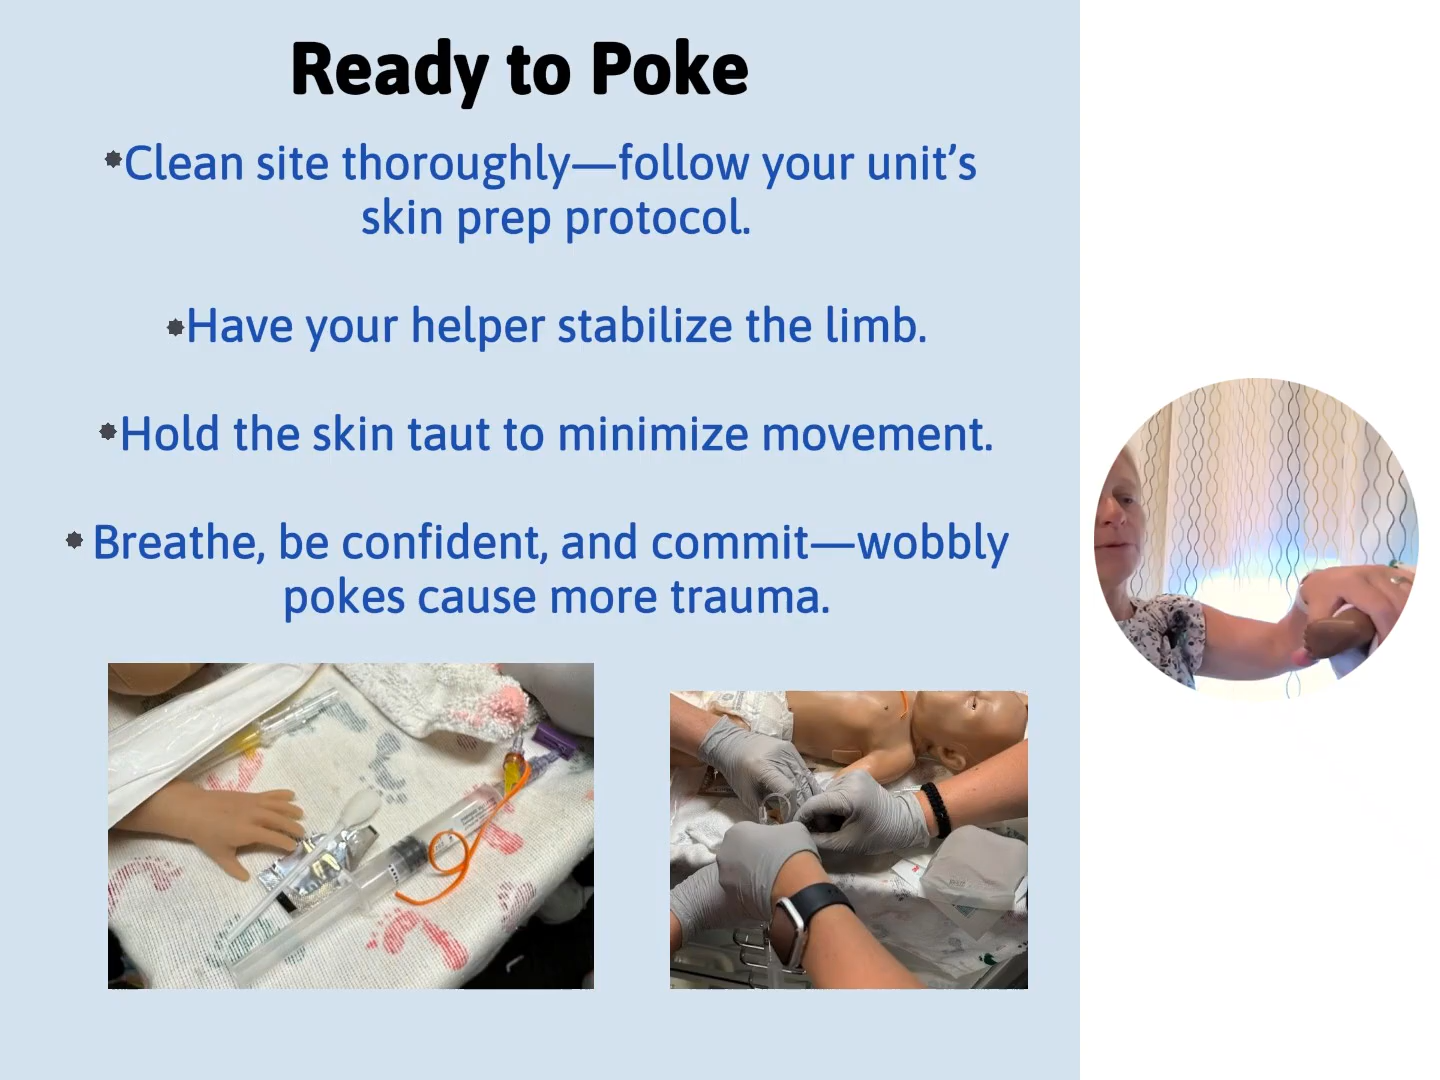 Ready to Poke
Clean site thoroughly—follow your unit’s
skin prep protocol.
Have your helper stabilize the limb.
Hold the skin taut to minimize movement.
Breathe, be confident, and commit—wobbly
pokes cause more trauma.